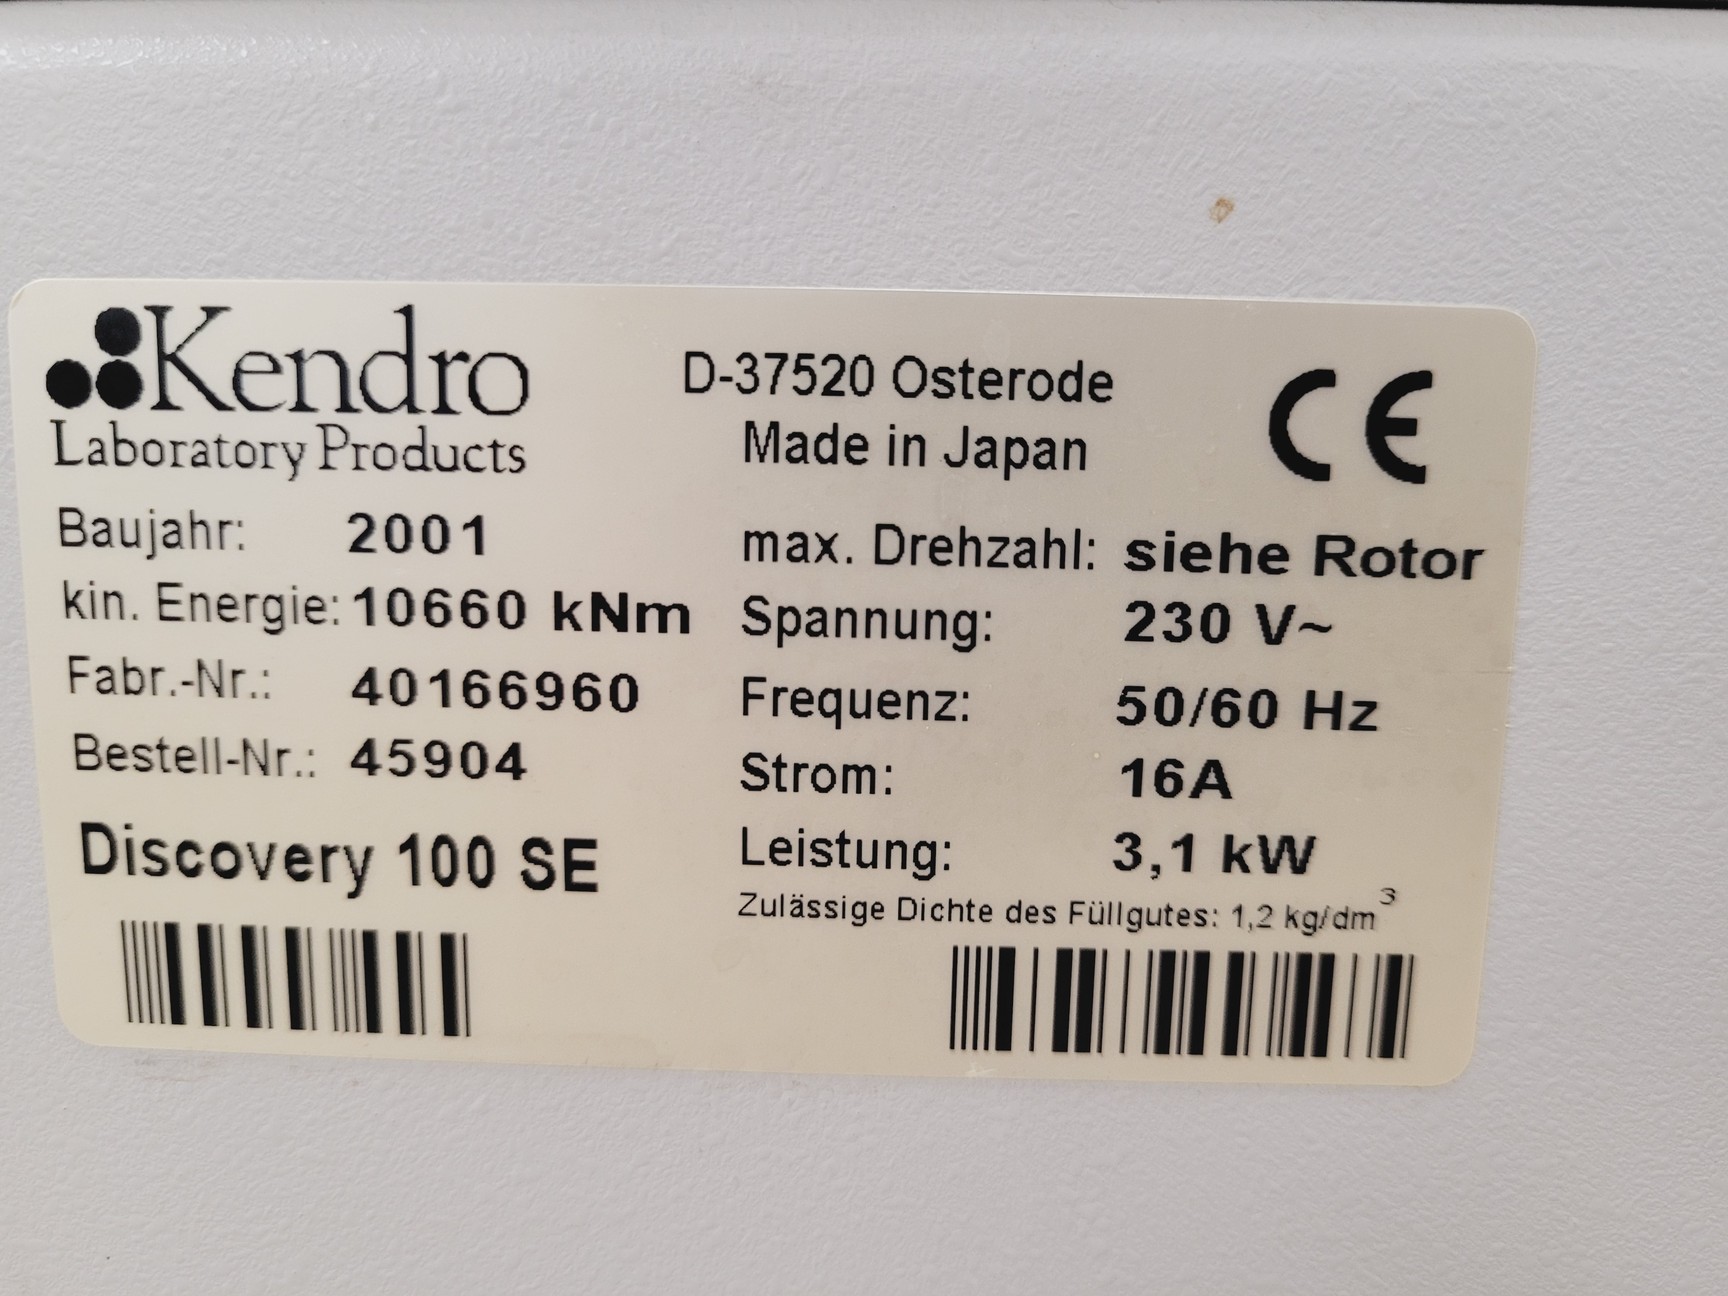 Kendro
Laboratory Products
D-37520 Osterode
Made in Japan
CE
Baujahr: 2001
kin. Energie: 10660 kNm
Fabr.-Nr.: 40166960
Bestell-Nr.: 45904
Discovery 100 SE
max. Drehzahl: siehe Rotor
Spannung: 230 V~
Frequenz: 50/60 Hz
Strom: 16A
Leistung: 3,1 kW
Zulässige Dichte des Füllgutes: 1,2 kg/dm³